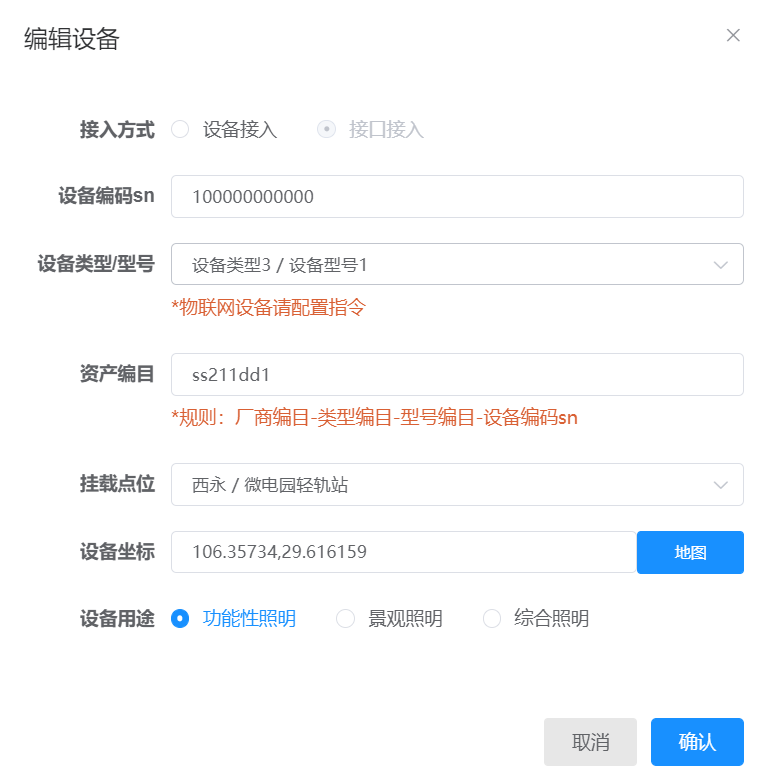 编辑设备
接入方式 设备接入 接口接入
设备编码sn 100000000000
设备类型/型号 设备类型3 / 设备型号1
*物联网设备请配置指令
资产编目 ss211dd1
*规则：厂商编目-类型编目-型号编目-设备编码sn
挂载点位 西永 / 微电园轻轨站
设备坐标 106.35734,29.616159 地图
设备用途 功能性照明 景观照明 综合照明
取消 确认